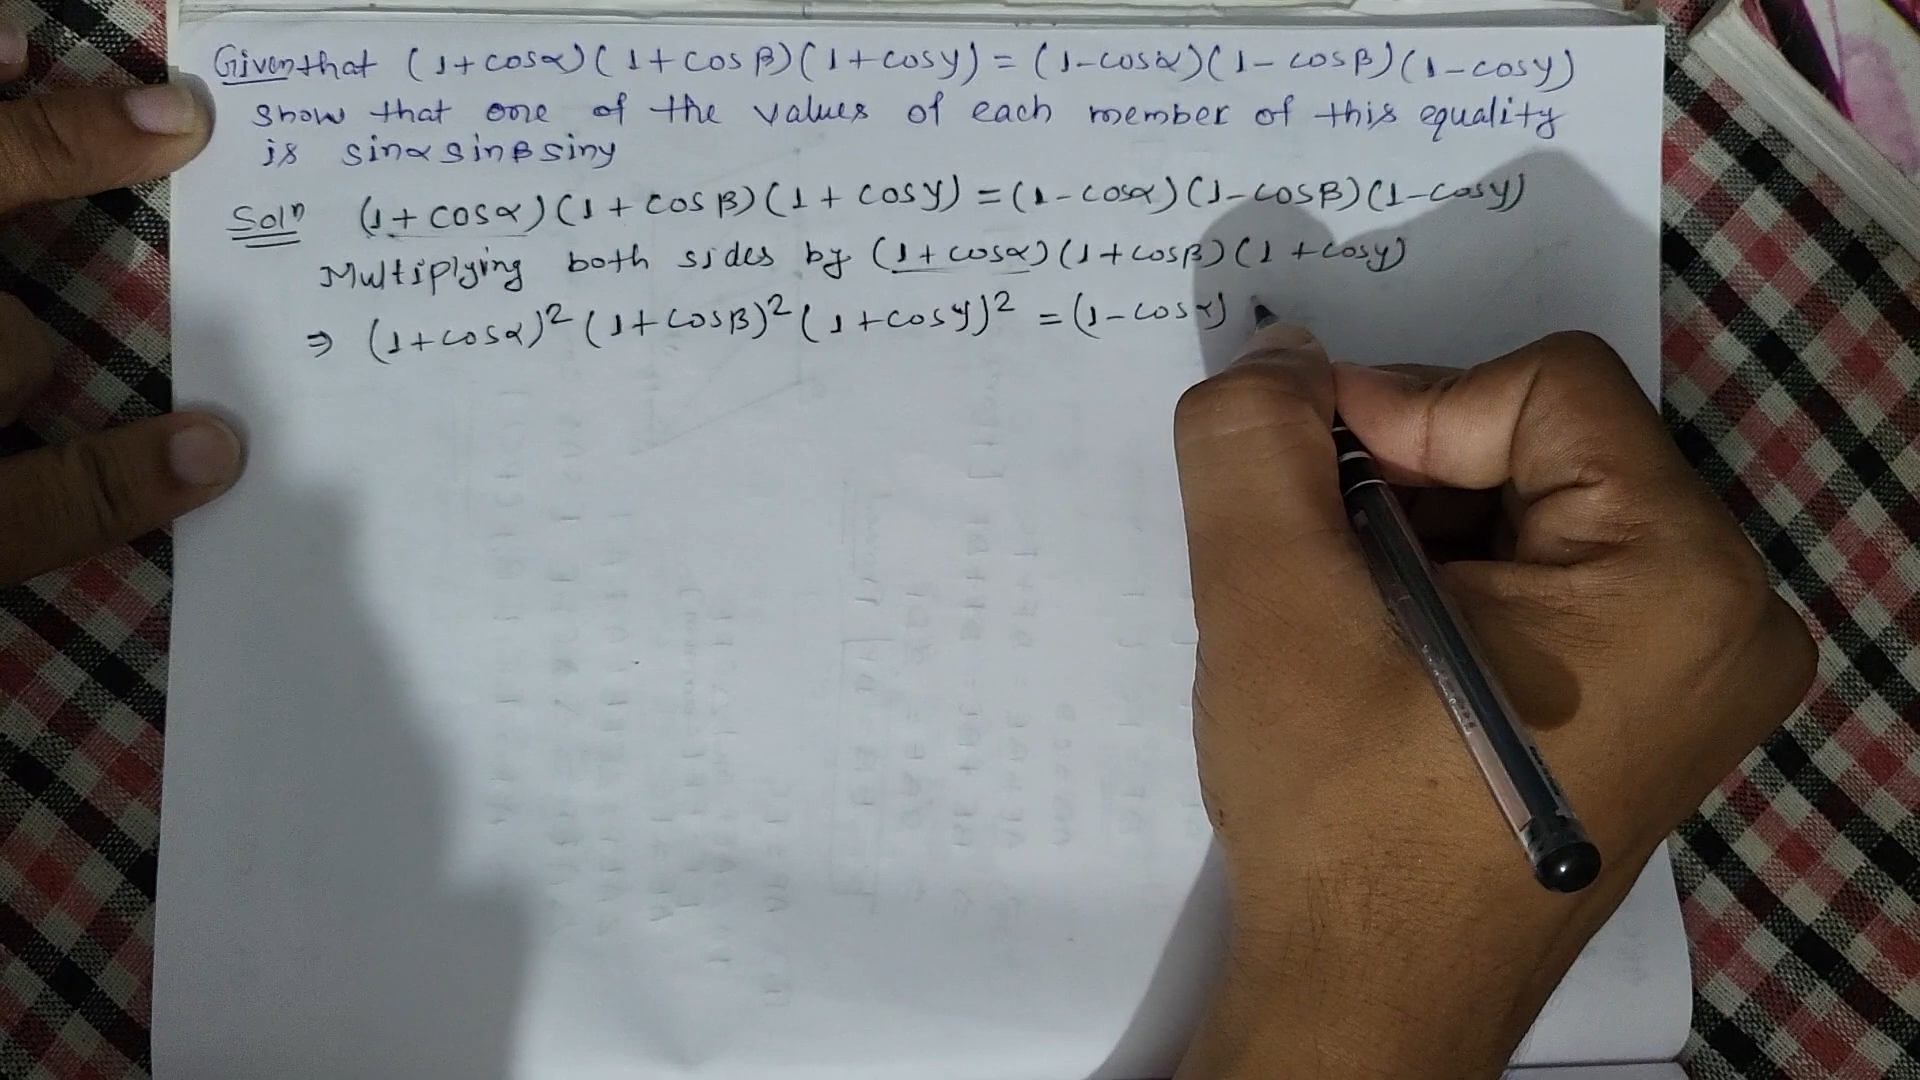 Given that (1+cosα)(1+cosβ)(1+cosγ) = (1-cosα)(1-cosβ)(1-cosγ)
show that one of the values of each member of this equality
is sinα sinβ sinγ
Solⁿ (1+cosα)(1+cosβ)(1+cosγ) = (1-cosα)(1-cosβ)(1-cosγ)
Multiplying both sides by (1+cosα)(1+cosβ)(1+cosγ)
⇒ (1+cosα)² (1+cosβ)² (1+cosγ)² = (1-cosα)